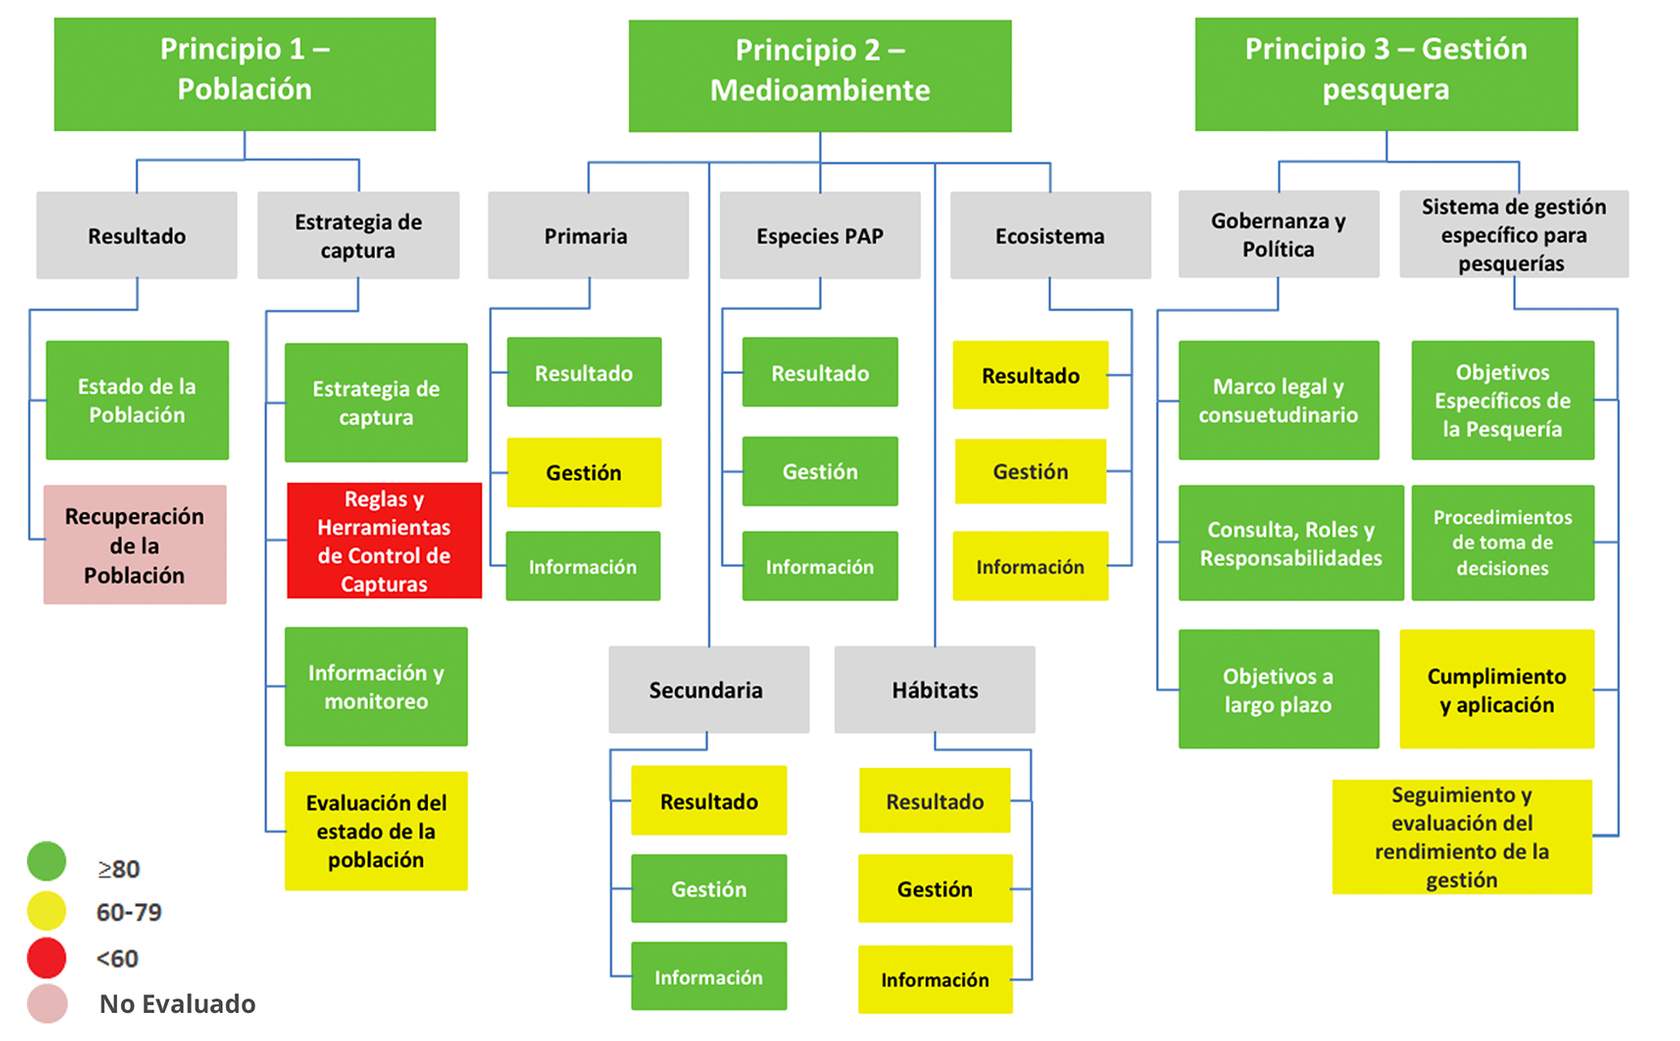 Principio 1 –
Población
Resultado
Estrategia de
captura
Estado de la
Población
Recuperación
de la
Población
Estrategia de
captura
Reglas y
Herramientas
de Control de
Capturas
Información y
monitoreo
Evaluación del
estado de la
población
Principio 2 –
Medioambiente
Primaria
Especies PAP
Ecosistema
Resultado
Gestión
Información
Resultado
Gestión
Información
Resultado
Gestión
Información
Secundaria
Hábitats
Resultado
Gestión
Información
Resultado
Gestión
Información
Principio 3 – Gestión
pesquera
Gobernanza y
Política
Sistema de gestión
específico para
pesquerías
Marco legal y
consuetudinario
Consulta, Roles y
Responsabilidades
Objetivos a
largo plazo
Objetivos
Específicos de
la Pesquería
Procedimientos
de toma de
decisiones
Cumplimiento
y aplicación
Seguimiento y
evaluación del
rendimiento de la
gestión
≥80
60-79
<60
No Evaluado